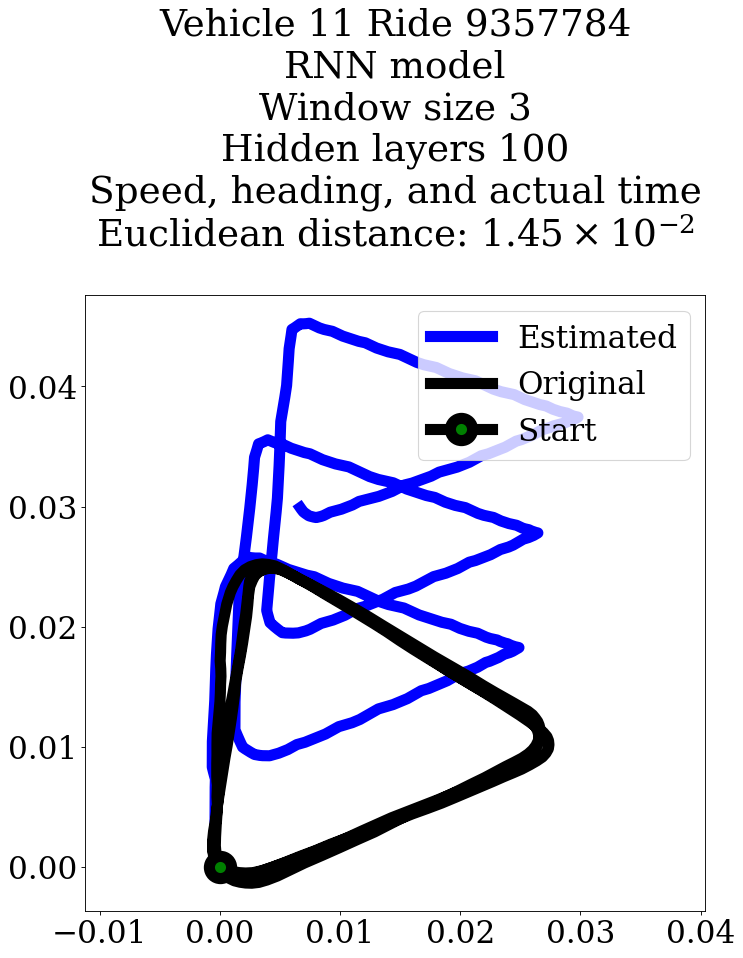 Vehicle 11 Ride 9357784
RNN model
Window size 3
Hidden layers 100
Speed, heading, and actual time
Euclidean distance: 1.45 × 10⁻²
Estimated
Original
Start
0.04
0.03
0.02
0.01
0.00
−0.01 0.00 0.01 0.02 0.03 0.04